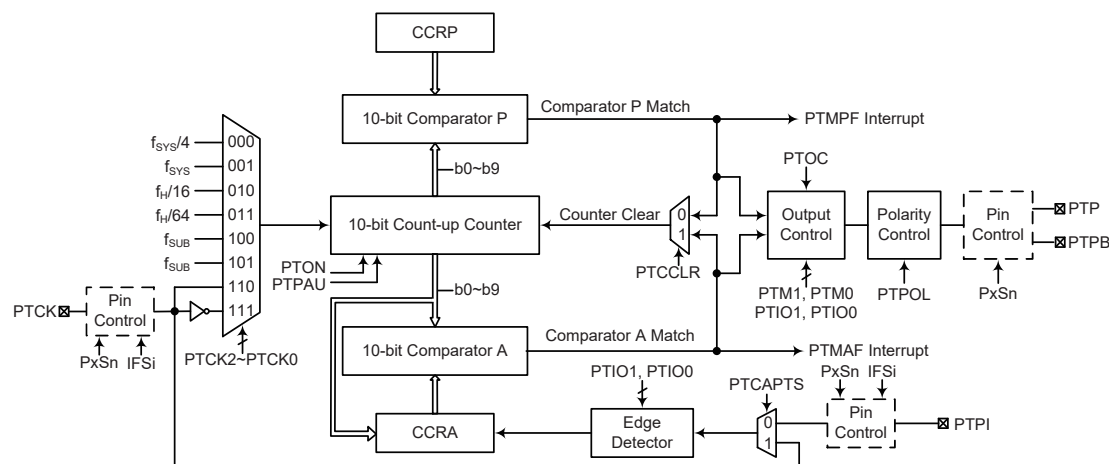 CCRP
10-bit Comparator P
Comparator P Match
PTMPF Interrupt
b0~b9
fSYS/4
000
fSYS
001
fH/16
010
fH/64
011
fSUB
100
fSUB
101
110
111
PTCK2~PTCK0
PTCK
Pin
Control
PxSn
IFSi
10-bit Count-up Counter
PTON
PTPAU
Counter Clear
0
1
PTCCLR
PTOC
Output
Control
PTM1, PTM0
PTIO1, PTIO0
Polarity
Control
PTPOL
Pin
Control
PxSn
PTP
PTPB
b0~b9
10-bit Comparator A
Comparator A Match
PTMAF Interrupt
CCRA
PTIO1, PTIO0
Edge
Detector
PTCAPTS
0
1
PxSn
IFSi
Pin
Control
PTPI